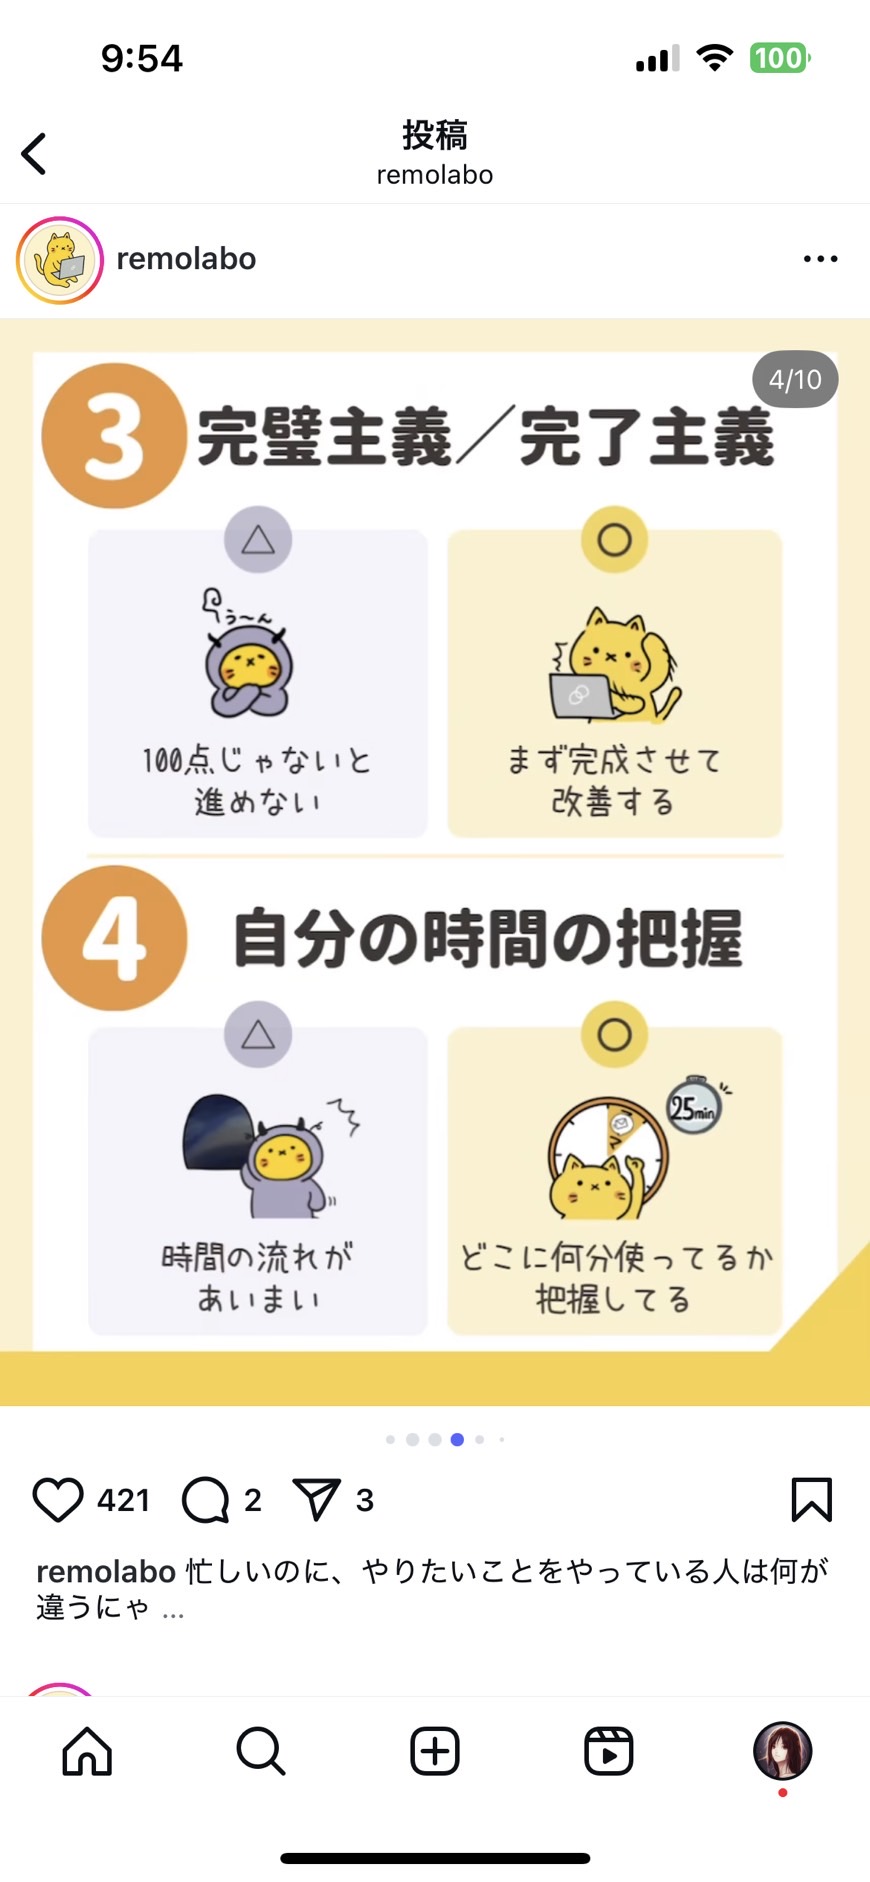 9:54
100
投稿
remolabo
remolabo
4/10
3 完璧主義／完了主義
△
○
う〜ん
100点じゃないと
進めない
まず完成させて
改善する
4 自分の時間の把握
△
○
25min
時間の流れが
あいまい
どこに何分使ってるか
把握してる
421 2 3
remolabo 忙しいのに、やりたいことをやっている人は何が
違うにゃ ...